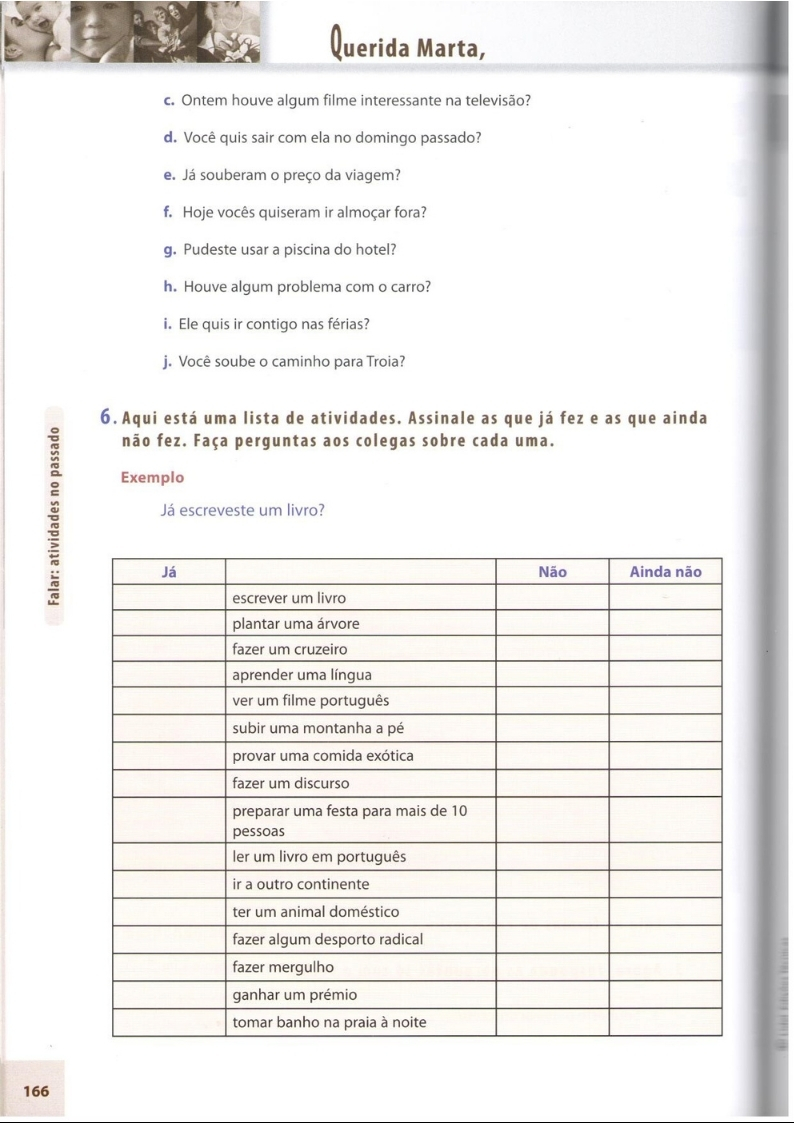 Querida Marta,
c. Ontem houve algum filme interessante na televisão?
d. Você quis sair com ela no domingo passado?
e. Já souberam o preço da viagem?
f. Hoje vocês quiseram ir almoçar fora?
g. Pudeste usar a piscina do hotel?
h. Houve algum problema com o carro?
i. Ele quis ir contigo nas férias?
j. Você soube o caminho para Troia?
Falar: atividades no passado
6. Aqui está uma lista de atividades. Assinale as que já fez e as que ainda
não fez. Faça perguntas aos colegas sobre cada uma.
Exemplo
Já escreveste um livro?
Já Não Ainda não
escrever um livro
plantar uma árvore
fazer um cruzeiro
aprender uma língua
ver um filme português
subir uma montanha a pé
provar uma comida exótica
fazer um discurso
preparar uma festa para mais de 10
pessoas
ler um livro em português
ir a outro continente
ter um animal doméstico
fazer algum desporto radical
fazer mergulho
ganhar um prémio
tomar banho na praia à noite
166